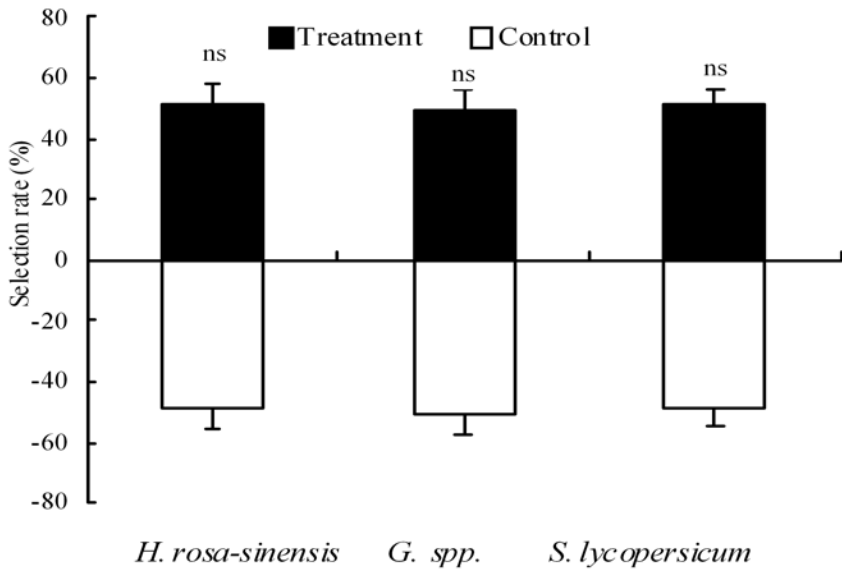 80
Treatment Control
ns
ns
ns
60
40
20
0
-20
-40
-60
-80
Selection rate (%)
H. rosa-sinensis G. spp. S. lycopersicum